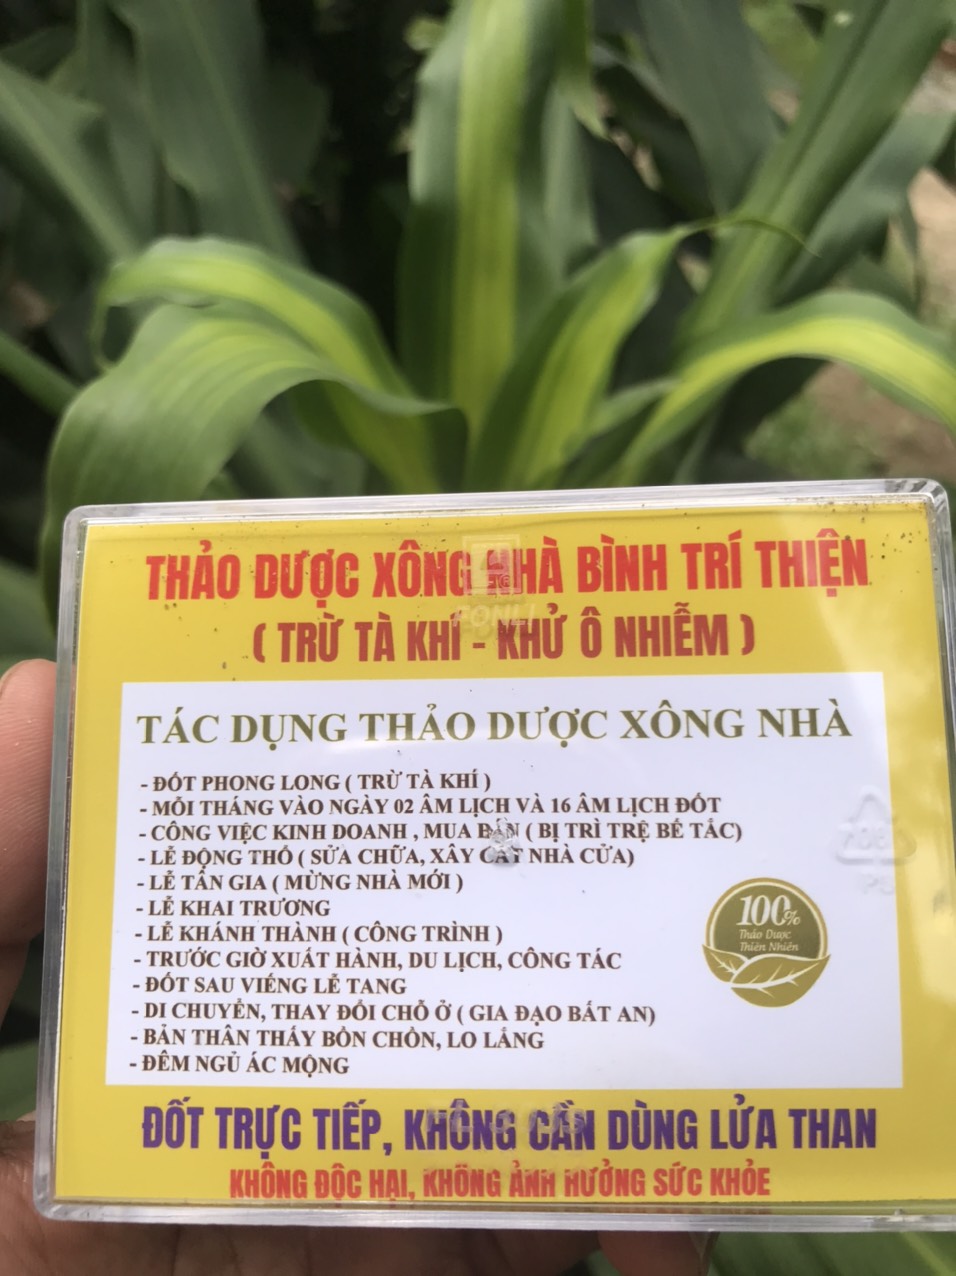 THẢO DƯỢC XÔNG NHÀ BÌNH TRÍ THIỆN
( TRỪ TÀ KHÍ - KHỬ Ô NHIỄM )
TÁC DỤNG THẢO DƯỢC XÔNG NHÀ
- ĐỐT PHONG LONG ( TRỪ TÀ KHÍ )
- MỖI THÁNG VÀO NGÀY 02 ÂM LỊCH VÀ 16 ÂM LỊCH ĐỐT
- CÔNG VIỆC KINH DOANH , MUA BÁN ( BỊ TRÌ TRỆ BẾ TẮC)
- LỄ ĐỘNG THỔ ( SỬA CHỮA, XÂY CẤT NHÀ CỬA)
- LỄ TÂN GIA ( MỪNG NHÀ MỚI )
- LỄ KHAI TRƯƠNG
- LỄ KHÁNH THÀNH ( CÔNG TRÌNH )
- TRƯỚC GIỜ XUẤT HÀNH, DU LỊCH, CÔNG TÁC
- ĐỐT SAU VIẾNG LỄ TANG
- DI CHUYỂN, THAY ĐỔI CHỖ Ở ( GIA ĐẠO BẤT AN)
- BẢN THÂN THẤY BỒN CHỒN, LO LẮNG
- ĐÊM NGỦ ÁC MỘNG
100%
Thảo Dược
Thiên Nhiên
ĐỐT TRỰC TIẾP, KHÔNG CẦN DÙNG LỬA THAN
KHÔNG ĐỘC HẠI, KHÔNG ẢNH HƯỞNG SỨC KHỎE
FONLI